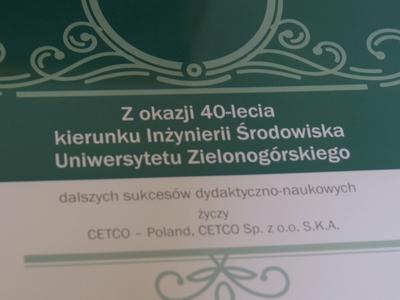 Z okazji 40-lecia
kierunku Inżynierii Środowiska
Uniwersytetu Zielonogórskiego
dalszych sukcesów dydaktyczno-naukowych
życzy
CETCO – Poland, CETCO Sp. z o.o. S.K.A.